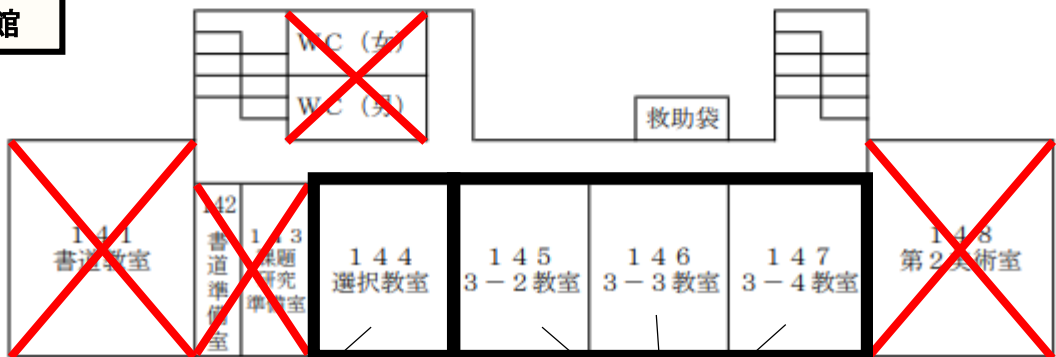 館
WC（女）
WC（男）
救助袋
141
書道教室
142
書道準備室
143
課題
研究
準備室
144
選択教室
145
3－2教室
146
3－3教室
147
3－4教室
148
第2美術室